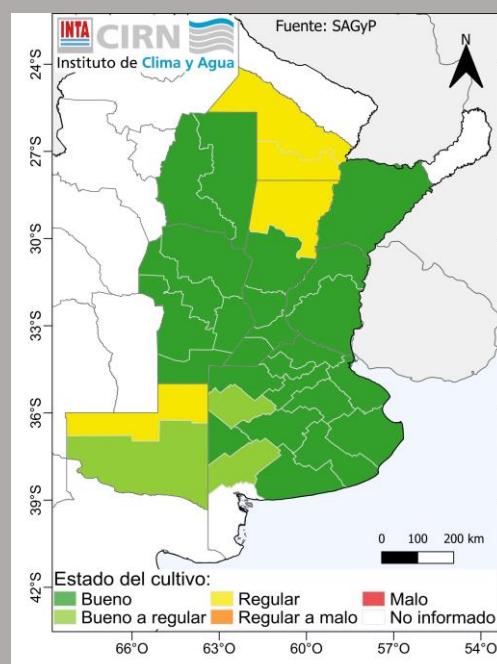 INTA CIRN
Instituto de Clima y Agua
Fuente: SAGyP
N
24°S
27°S
30°S
33°S
36°S
39°S
42°S
0 100 200 km
Estado del cultivo:
Bueno Regular Malo
Bueno a regular Regular a malo No informado
66°O 63°O 60°O 57°O 54°O